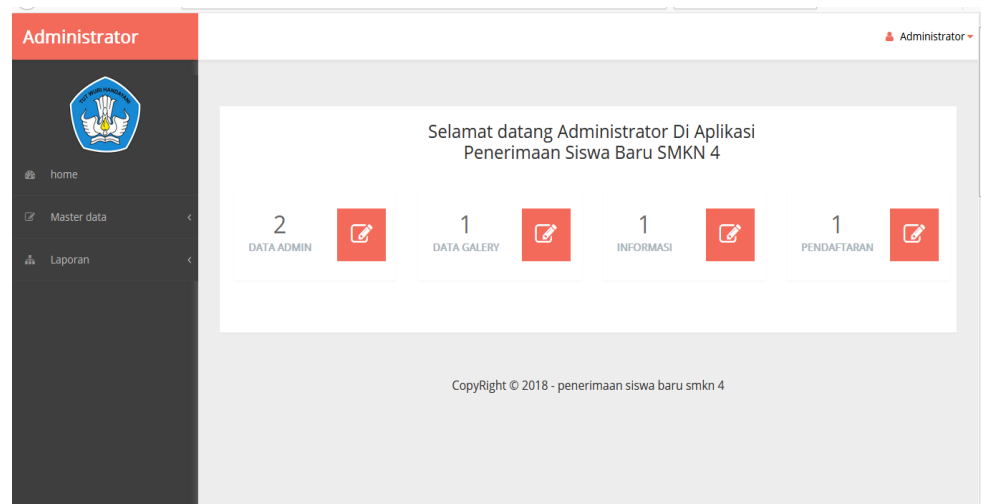 Administrator
Administrator
TUT WURI HANDAYANI
home
Master data
Laporan
Selamat datang Administrator Di Aplikasi
Penerimaan Siswa Baru SMKN 4
2
DATA ADMIN
1
DATA GALERY
1
INFORMASI
1
PENDAFTARAN
CopyRight © 2018 - penerimaan siswa baru smkn 4